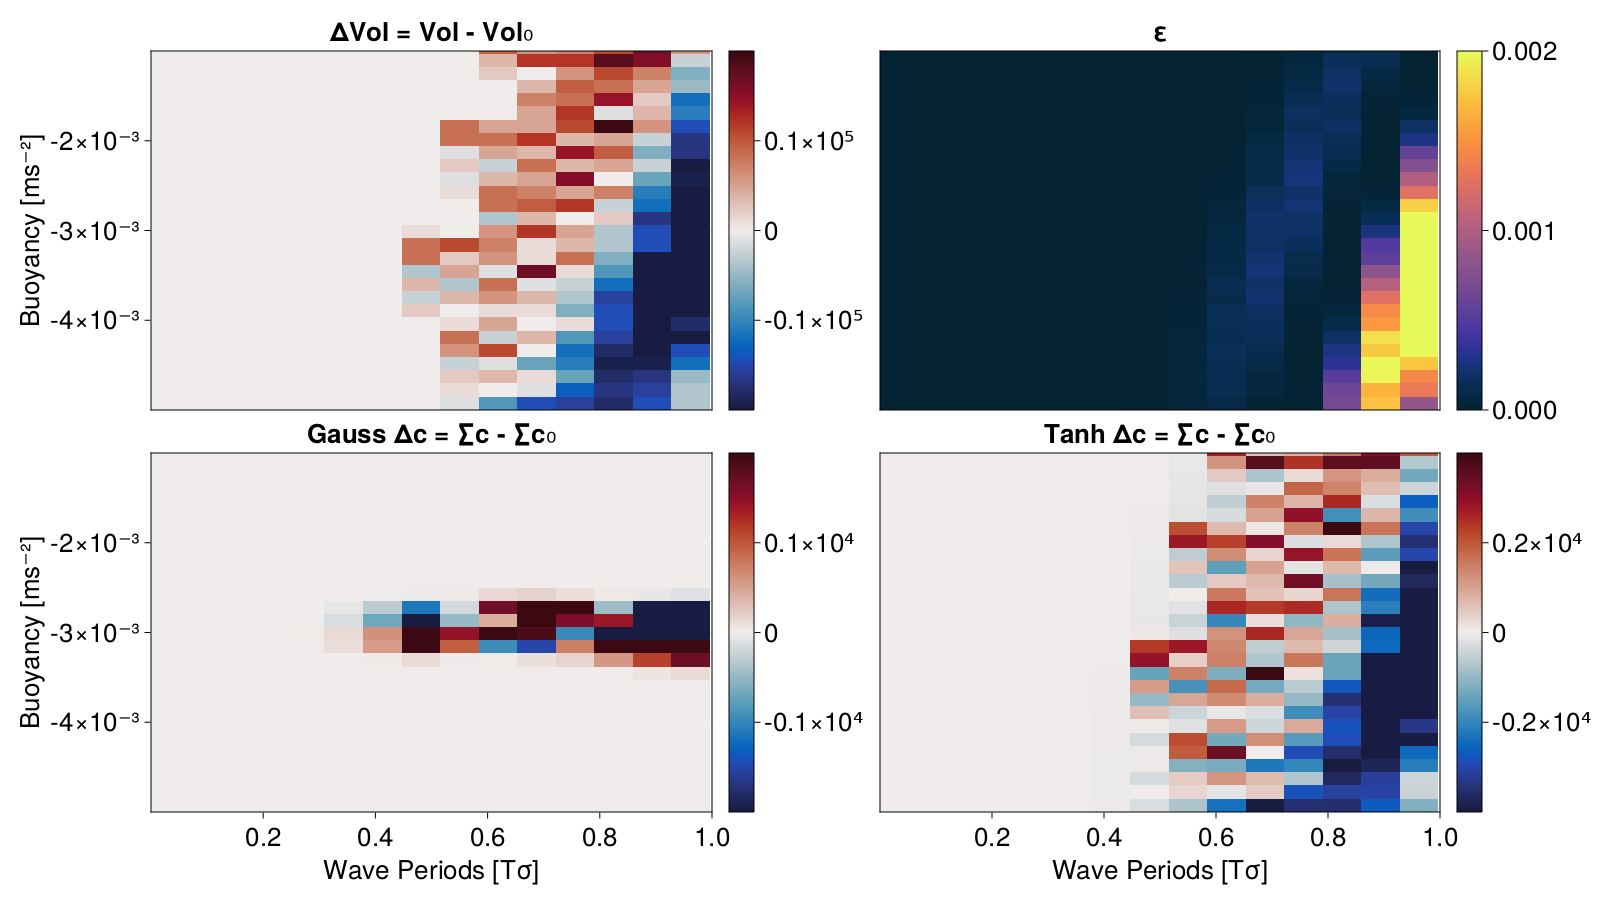 ΔVol = Vol - Vol₀
ε
Buoyancy [ms⁻²]
-2×10⁻³
-3×10⁻³
-4×10⁻³
0.1×10⁵
0
-0.1×10⁵
0.002
0.001
0.000
Gauss Δc = ∑c - ∑c₀
Tanh Δc = ∑c - ∑c₀
Buoyancy [ms⁻²]
-2×10⁻³
-3×10⁻³
-4×10⁻³
0.1×10⁴
0
-0.1×10⁴
0.2×10⁴
0
-0.2×10⁴
0.2 0.4 0.6 0.8 1.0
0.2 0.4 0.6 0.8 1.0
Wave Periods [Tσ]
Wave Periods [Tσ]